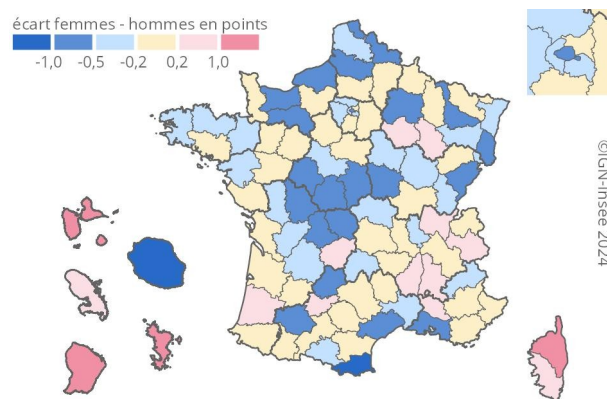 écart femmes - hommes en points
-1,0 -0,5 -0,2 0,2 1,0
©IGN-Insee 2024